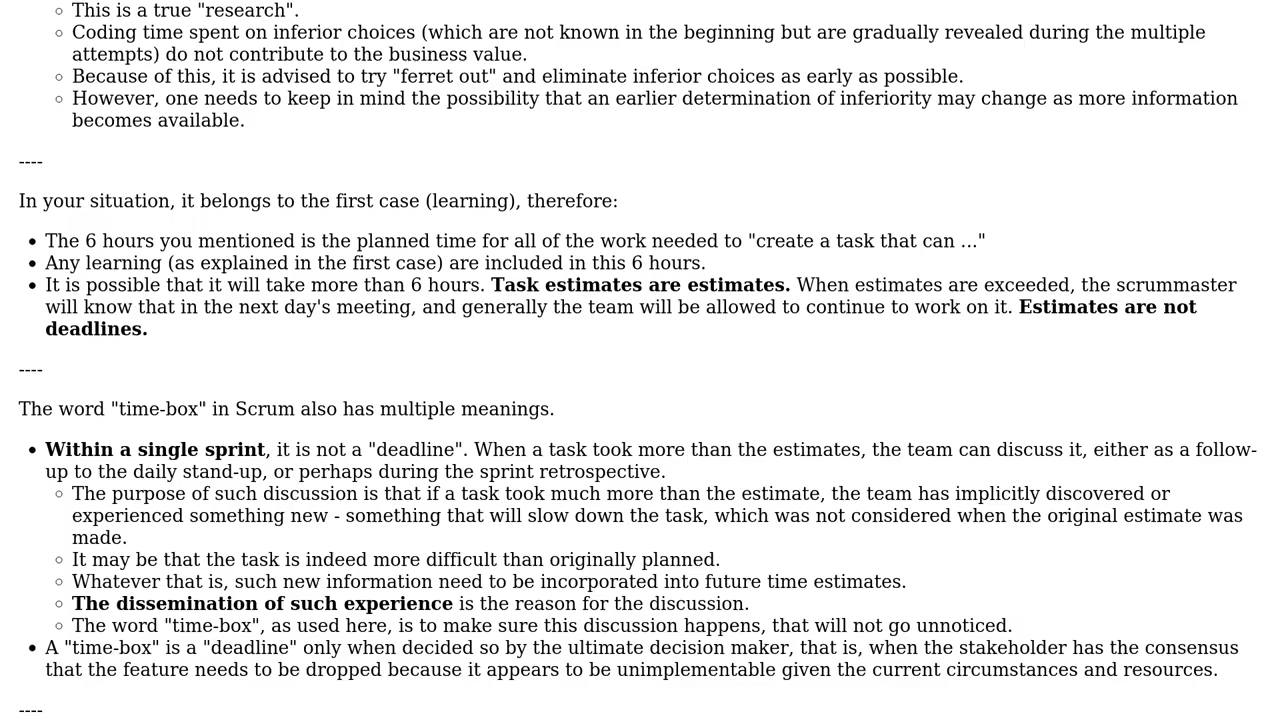 This is a true "research".
Coding time spent on inferior choices (which are not known in the beginning but are gradually revealed during the multiple
attempts) do not contribute to the business value.
Because of this, it is advised to try "ferret out" and eliminate inferior choices as early as possible.
However, one needs to keep in mind the possibility that an earlier determination of inferiority may change as more information
becomes available.
----
In your situation, it belongs to the first case (learning), therefore:
The 6 hours you mentioned is the planned time for all of the work needed to "create a task that can ..."
Any learning (as explained in the first case) are included in this 6 hours.
It is possible that it will take more than 6 hours. Task estimates are estimates. When estimates are exceeded, the scrummaster
will know that in the next day's meeting, and generally the team will be allowed to continue to work on it. Estimates are not
deadlines.
----
The word "time-box" in Scrum also has multiple meanings.
Within a single sprint, it is not a "deadline". When a task took more than the estimates, the team can discuss it, either as a follow-
up to the daily stand-up, or perhaps during the sprint retrospective.
The purpose of such discussion is that if a task took much more than the estimate, the team has implicitly discovered or
experienced something new - something that will slow down the task, which was not considered when the original estimate was
made.
It may be that the task is indeed more difficult than originally planned.
Whatever that is, such new information need to be incorporated into future time estimates.
The dissemination of such experience is the reason for the discussion.
The word "time-box", as used here, is to make sure this discussion happens, that will not go unnoticed.
A "time-box" is a "deadline" only when decided so by the ultimate decision maker, that is, when the stakeholder has the consensus
that the feature needs to be dropped because it appears to be unimplementable given the current circumstances and resources.
----